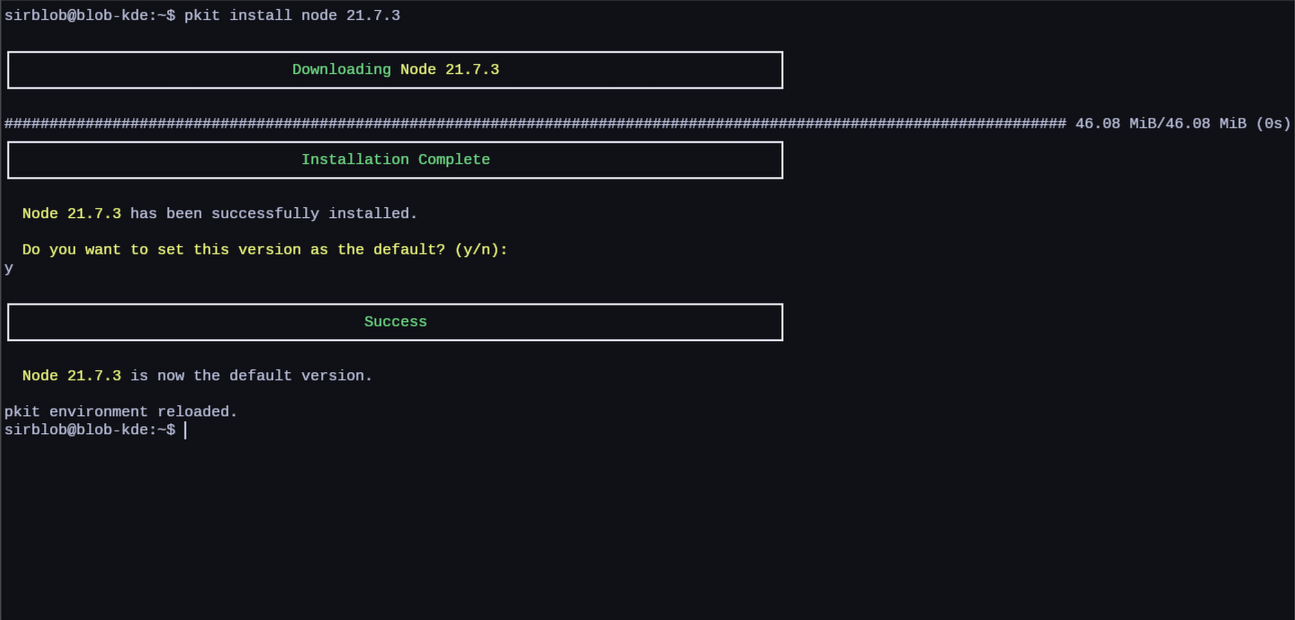 sirblob@blob-kde:~$ pkit install node 21.7.3
Downloading Node 21.7.3
###################################################################################################################### 46.08 MiB/46.08 MiB (0s)
Installation Complete
Node 21.7.3 has been successfully installed.
Do you want to set this version as the default? (y/n):
y
Success
Node 21.7.3 is now the default version.
pkit environment reloaded.
sirblob@blob-kde:~$